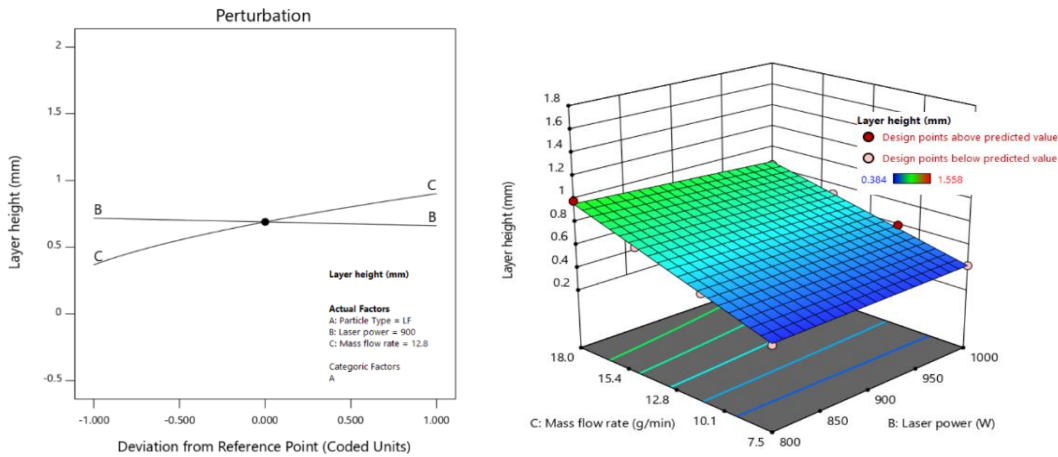 Perturbation
Layer height (mm)
2
1.5
1
0.5
0
-0.5
B
C
C
B
Layer height (mm)
Actual Factors
A: Particle Type = LF
B: Laser power = 900
C: Mass flow rate = 12.8
Categoric Factors
A
-1.000
-0.500
0.000
0.500
1.000
Deviation from Reference Point (Coded Units)
Layer height (mm)
1.8
1.6
1.4
1.2
1
0.8
0.6
0.4
0.2
Layer height (mm)
Design points above predicted value
Design points below predicted value
0.384 1.558
18.0
15.4
12.8
10.1
7.5
C: Mass flow rate (g/min)
800
850
900
950
1000
B: Laser power (W)